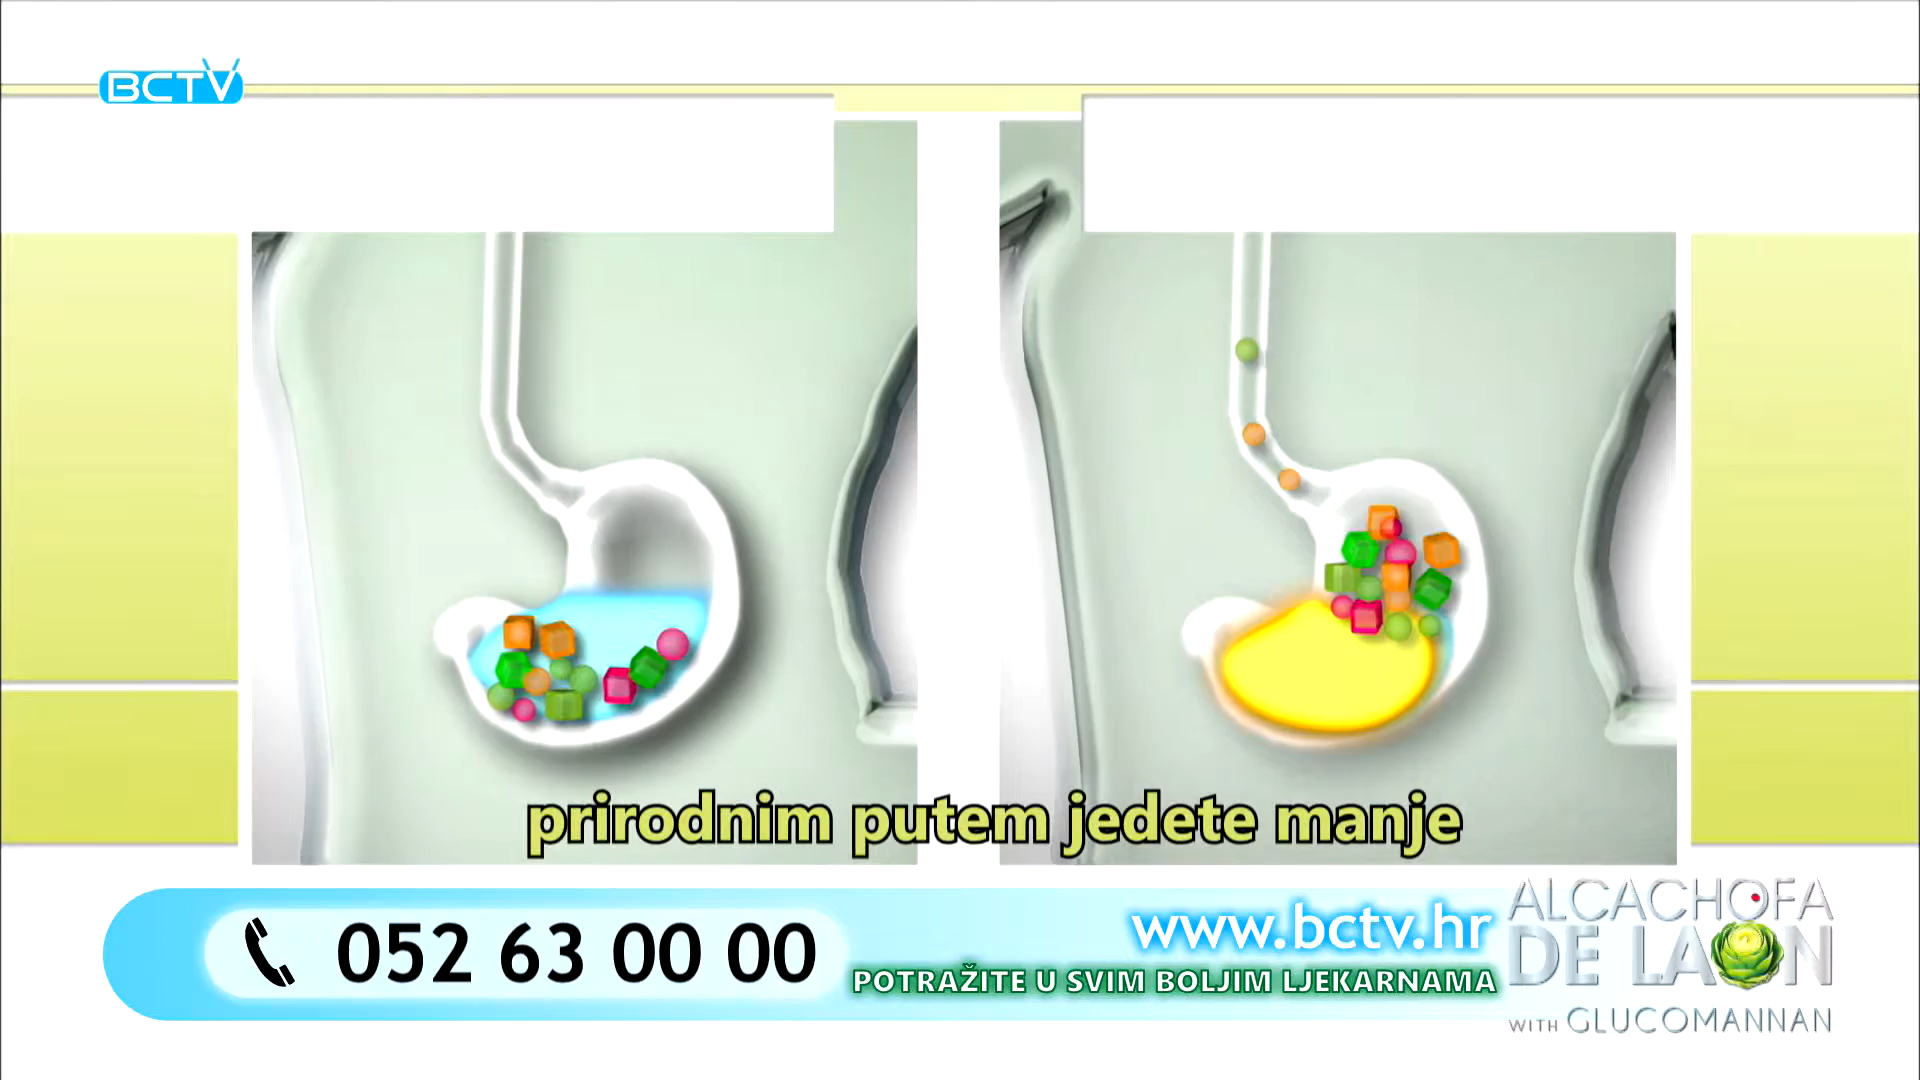 BCTV
prirodnim putem jedete manje
052 63 00 00
www.bctv.hr
POTRAŽITE U SVIM BOLJIM LJEKARNAMA
ALCACHOFA
DE LAON
WITH GLUCOMANNAN